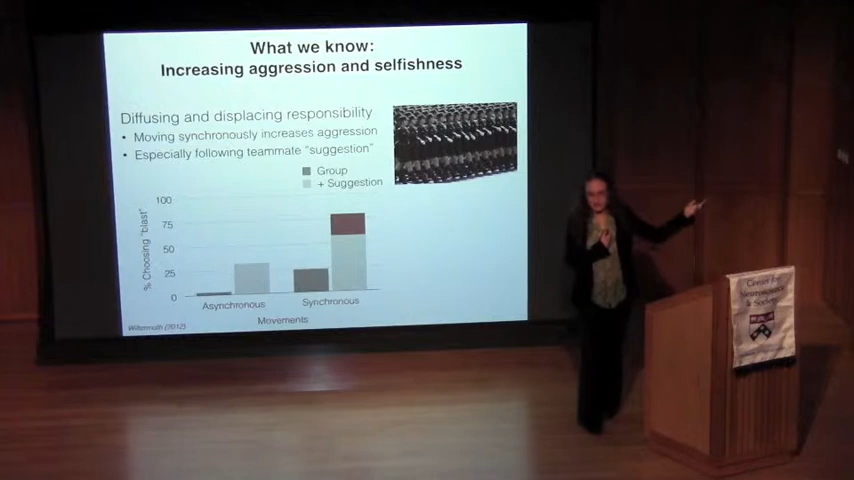 What we know:
Increasing aggression and selfishness
Diffusing and displacing responsibility
• Moving synchronously increases aggression
• Especially following teammate "suggestion"
Group
+ Suggestion
100
75
50
25
0
% Choosing "blast"
Asynchronous
Synchronous
Movements
Wiltermuth (2012)
Center for
Neuroscience
& Society